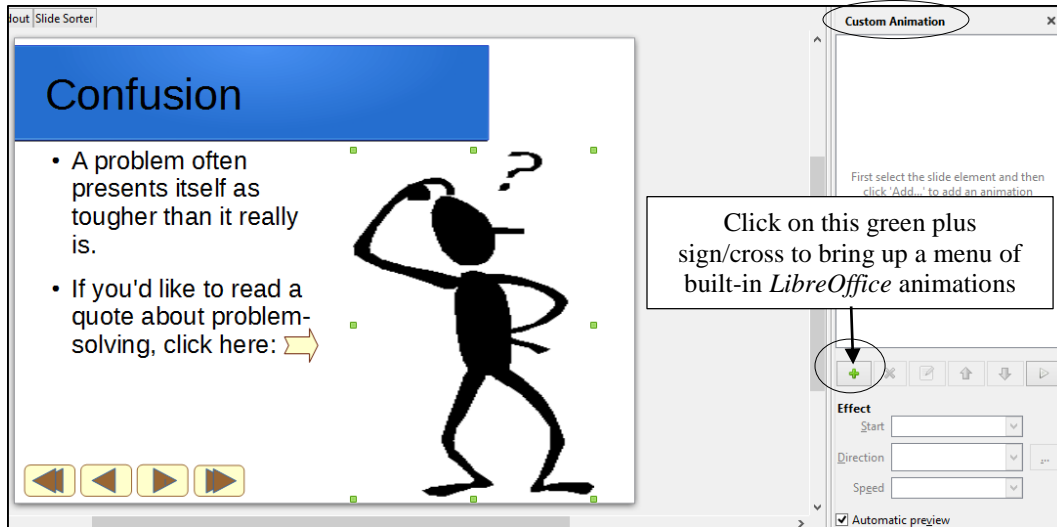 dout Slide Sorter
Custom Animation
Confusion
• A problem often
presents itself as
tougher than it really
is.
• If you'd like to read a
quote about problem-
solving, click here:
?
First select the slide element and then
click 'Add...' to add an animation
Click on this green plus
sign/cross to bring up a menu of
built-in LibreOffice animations
Effect
Start
Direction
...
Speed
Automatic preview